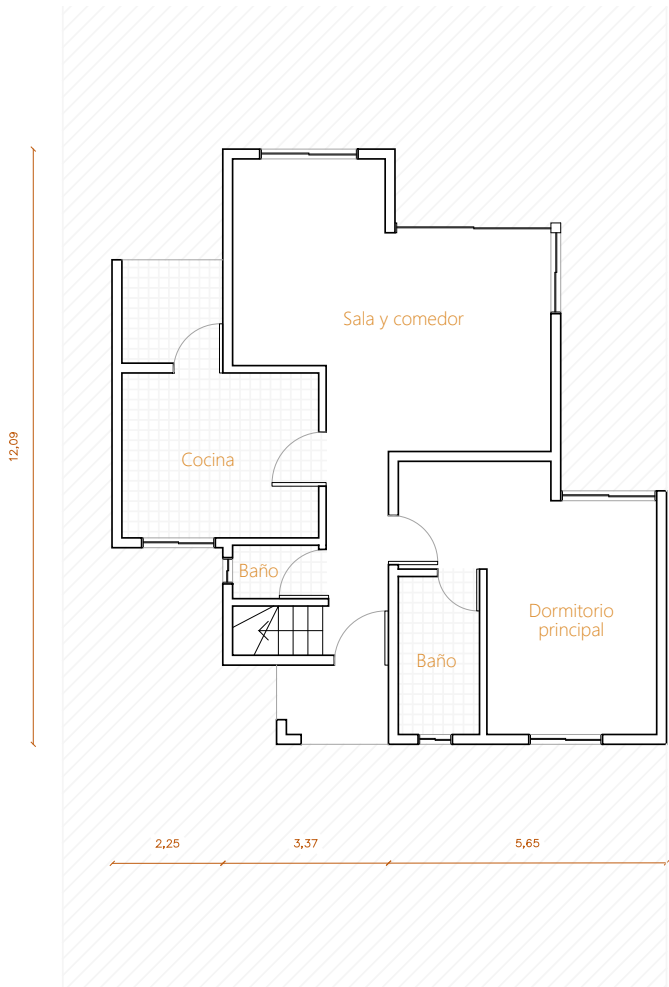 Sala y comedor
12,09
Cocina
Baño
Dormitorio
principal
Baño
2,25
3,37
5,65